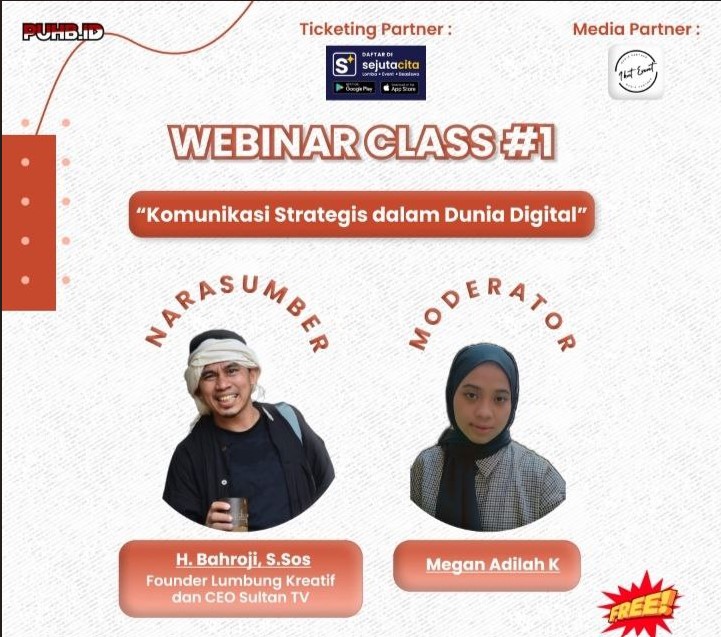 PUHB.ID
Ticketing Partner :
Media Partner :
DAFTAR DI
sejutacita
Lomba • Event • Beasiswa
Google Play
App Store
WEBINAR CLASS #1
“Komunikasi Strategis dalam Dunia Digital”
NARASUMBER
MODERATOR
H. Bahroji, S.Sos
Founder Lumbung Kreatif
dan CEO Sultan TV
Megan Adilah K
FREE!